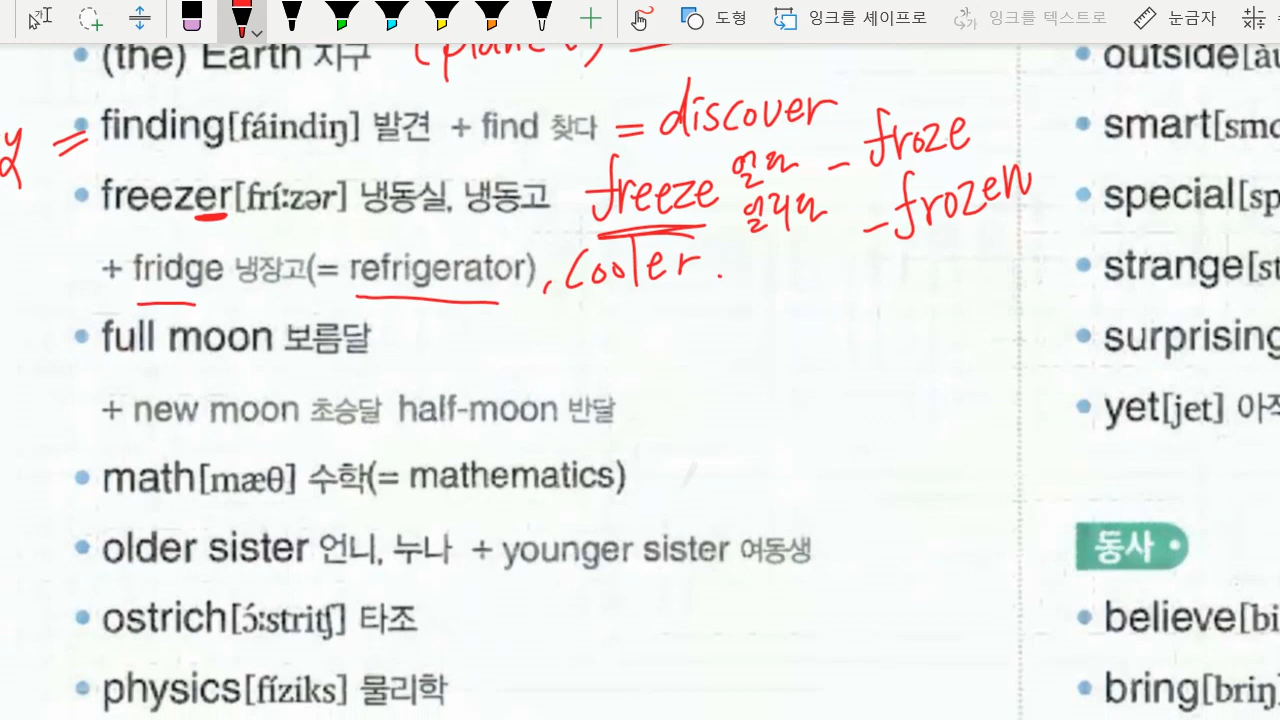 도형 잉크를 셰이프로 잉크를 텍스트로 눈금자
(the) Earth 지구 (planet)
finding[fáindiŋ] 발견 + find 찾다 = discover
freezer[fríːzər] 냉동실, 냉동고 freeze 얼다 얼리다 - froze - frozen
+ fridge 냉장고(= refrigerator), cooler.
full moon 보름달
+ new moon 초승달 half-moon 반달
math[mæθ] 수학(= mathematics)
older sister 언니, 누나 + younger sister 여동생
ostrich[ɔ́ːstritʃ] 타조
physics[fíziks] 물리학
outside
smart
special
strange
surprising
yet[jet]
동사
believe
bring[briŋ